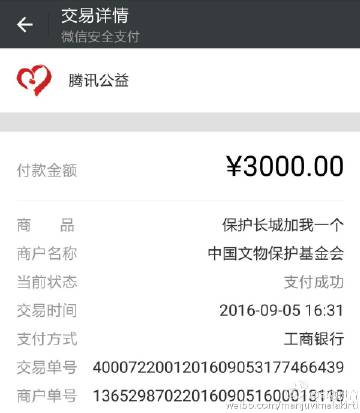 交易详情
微信安全支付
腾讯公益
付款金额 ¥3000.00
商 品 保护长城加我一个
商户名称 中国文物保护基金会
当前状态 支付成功
交易时间 2016-09-05 16:31
支付方式 工商银行
交易单号 4000722001201609053177466439
商户单号
weibo.com/manjuvimalakirti